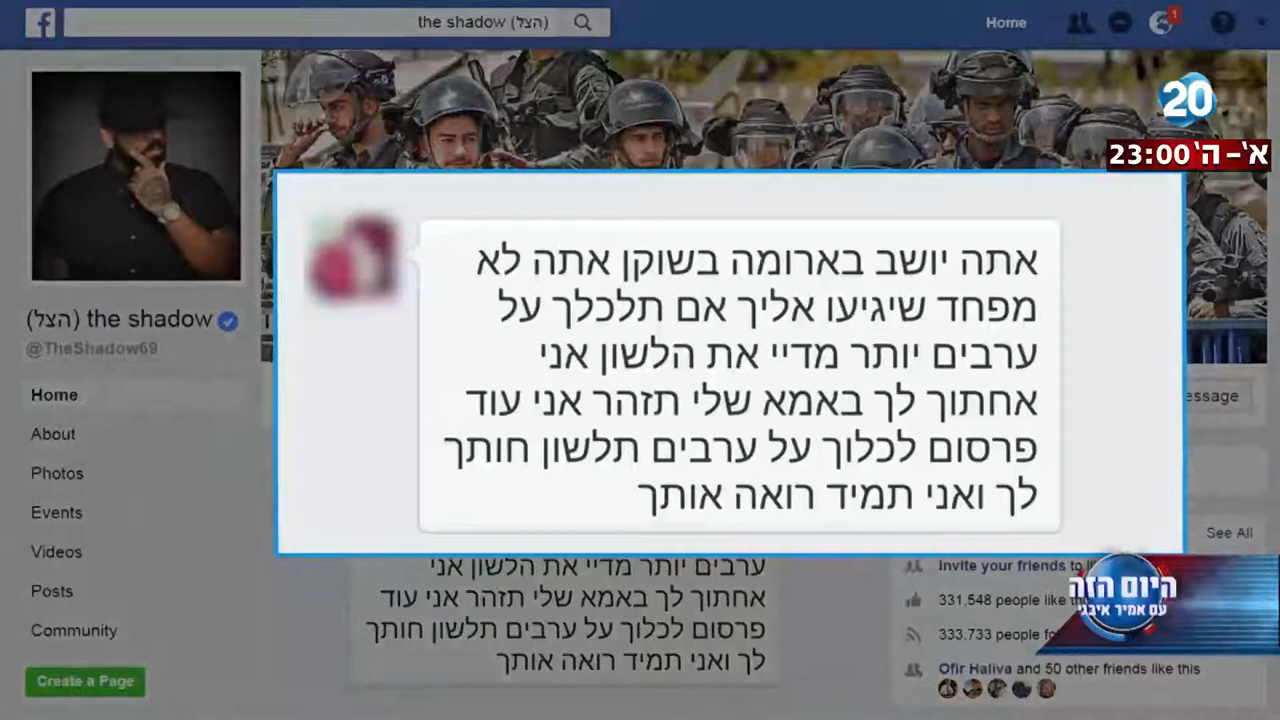 the shadow (הצל)
Home
1
20
א'-ה' 23:00
אתה יושב בארומה בשוקן אתה לא
מפחד שיגיעו אליך אם תלכלך על
ערבים יותר מדיי את הלשון אני
אחתוך לך באמא שלי תזהר אני עוד
פרסום לכלוך על ערבים תלשון חותך
לך ואני תמיד רואה אותך
(הצל) the shadow
@TheShadow69
Home
About
Photos
Events
Videos
Posts
Community
Create a Page
essage
See All
ערבים יותר מדיי את הלשון אני
אחתוך לך באמא שלי תזהר אני עוד
פרסום לכלוך על ערבים תלשון חותך
לך ואני תמיד רואה אותך
Invite your friends to
331,548 people like
333,733 people
Ofir Haliva and 50 other friends like this
היום הזה
עם אמיר איבגי